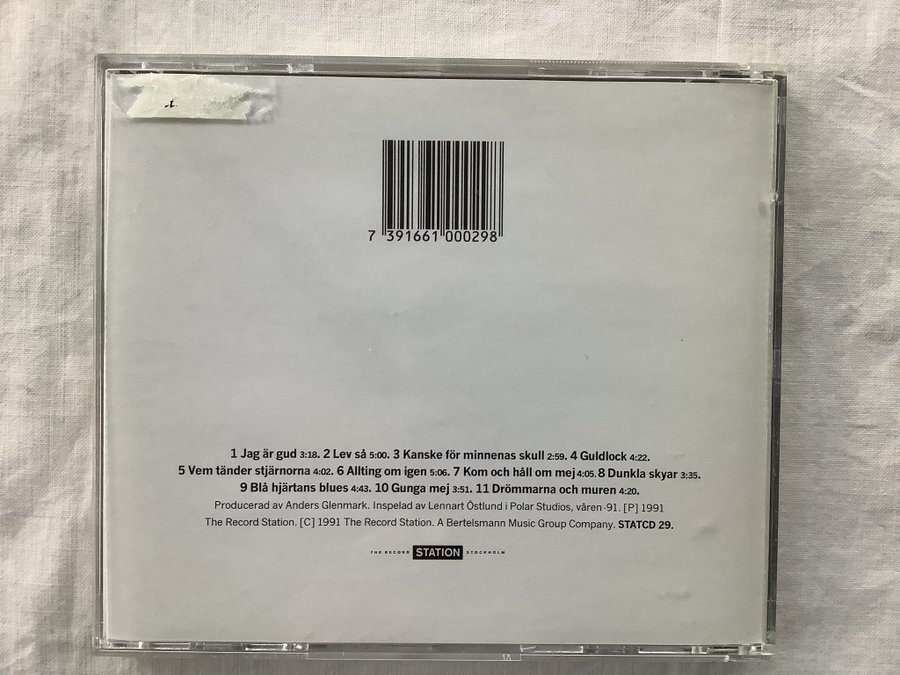 t.
7 391661 000298
1 Jag är gud 3:18. 2 Lev så 5:00. 3 Kanske för minnenas skull 2:59. 4 Guldlock 4:22.
5 Vem tänder stjärnorna 4:02. 6 Allting om igen 5:06. 7 Kom och håll om mej 4:05. 8 Dunkla skyar 3:35.
9 Blå hjärtans blues 4:43. 10 Gunga mej 3:51. 11 Drömmarna och muren 4:20.
Producerad av Anders Glenmark. Inspelad av Lennart Östlund i Polar Studios, våren -91. [P] 1991
The Record Station. [C] 1991 The Record Station. A Bertelsmann Music Group Company. STATCD 29.
THE RECORD STATION STOCKHOLM